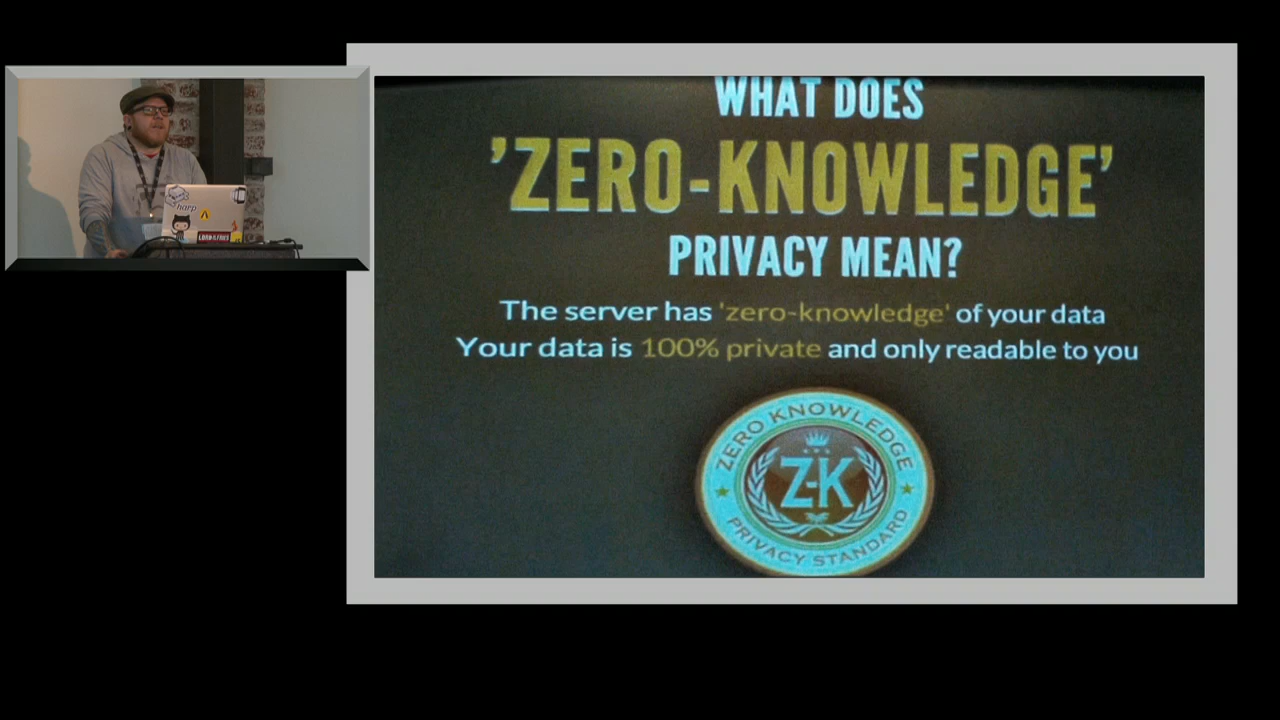 WHAT DOES
'ZERO-KNOWLEDGE'
PRIVACY MEAN?
The server has 'zero-knowledge' of your data
Your data is 100% private and only readable to you
ZERO KNOWLEDGE
Z-K
PRIVACY STANDARD
harp